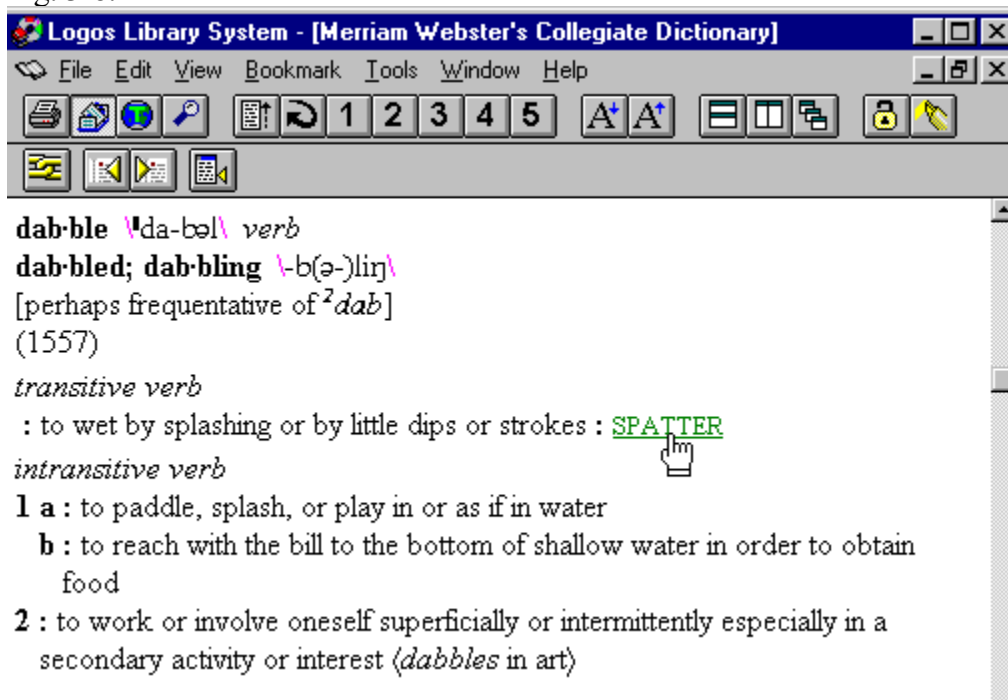 Logos Library System - [Merriam Webster's Collegiate Dictionary]
File Edit View Bookmark Tools Window Help
1 2 3 4 5 A A
dab·ble \ˈda-bəl\ verb
dab·bled; dab·bling \-b(ə-)liŋ\
[perhaps frequentative of ²dab]
(1557)
transitive verb
: to wet by splashing or by little dips or strokes : SPATTER
intransitive verb
1 a : to paddle, splash, or play in or as if in water
b : to reach with the bill to the bottom of shallow water in order to obtain
food
2 : to work or involve oneself superficially or intermittently especially in a
secondary activity or interest ⟨dabbles in art⟩